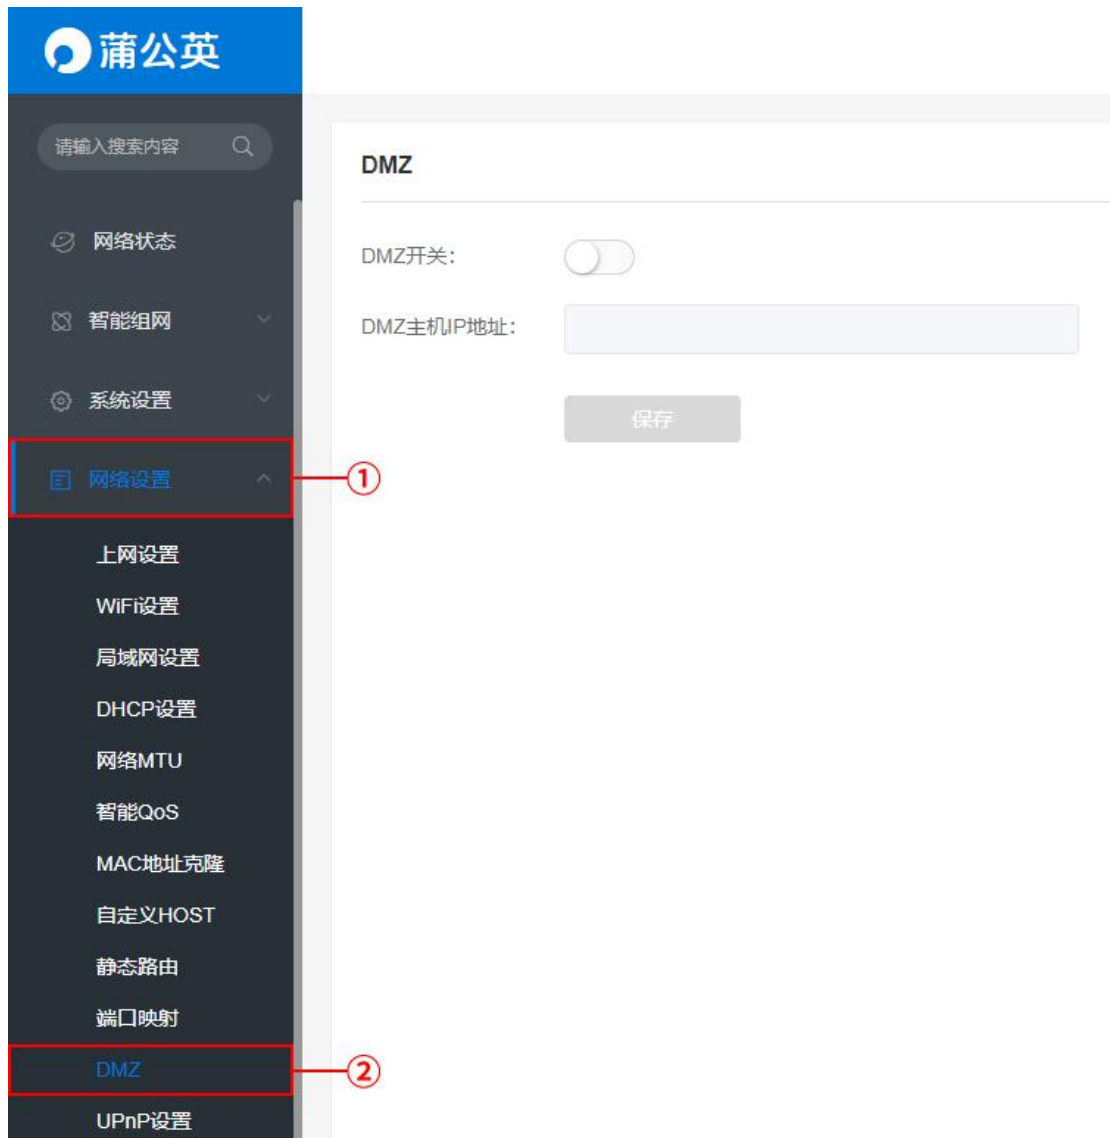 蒲公英
请输入搜索内容
网络状态
智能组网
系统设置
网络设置
①
上网设置
WiFi设置
局域网设置
DHCP设置
网络MTU
智能QoS
MAC地址克隆
自定义HOST
静态路由
端口映射
DMZ
②
UPnP设置
DMZ
DMZ开关：
DMZ主机IP地址：
保存